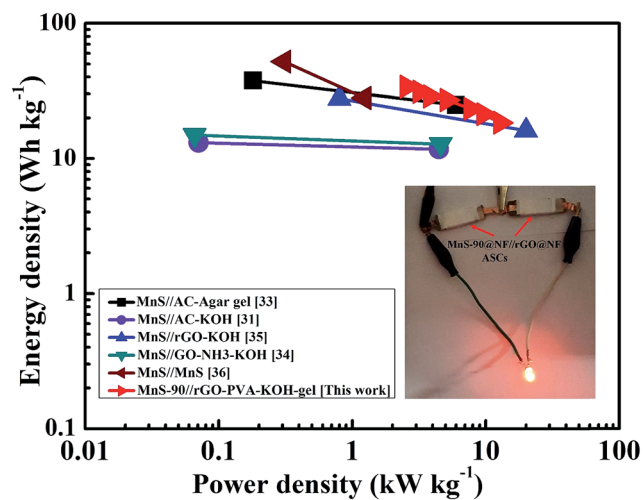 Energy density (Wh kg⁻¹)
100
10
1
0.1
MnS-90@NF//rGO@NF
ASCs
MnS//AC-Agar gel [33]
MnS//AC-KOH [31]
MnS//rGO-KOH [35]
MnS//GO-NH3-KOH [34]
MnS//MnS [36]
MnS-90//rGO-PVA-KOH-gel [This work]
0.01 0.1 1 10 100
Power density (kW kg⁻¹)